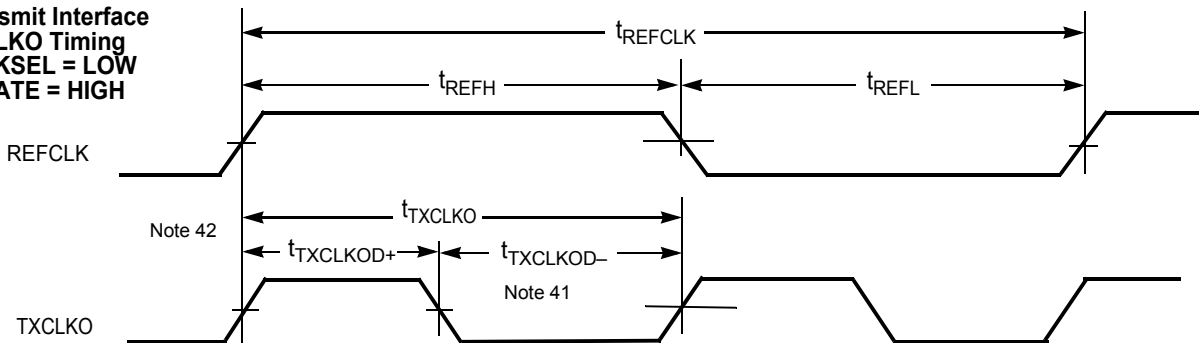 smit Interface
LKO Timing
KSEL = LOW
ATE = HIGH
tREFCLK
tREFH
tREFL
REFCLK
Note 42
tTXCLKO
tTXCLKOD+
tTXCLKOD–
Note 41
TXCLKO